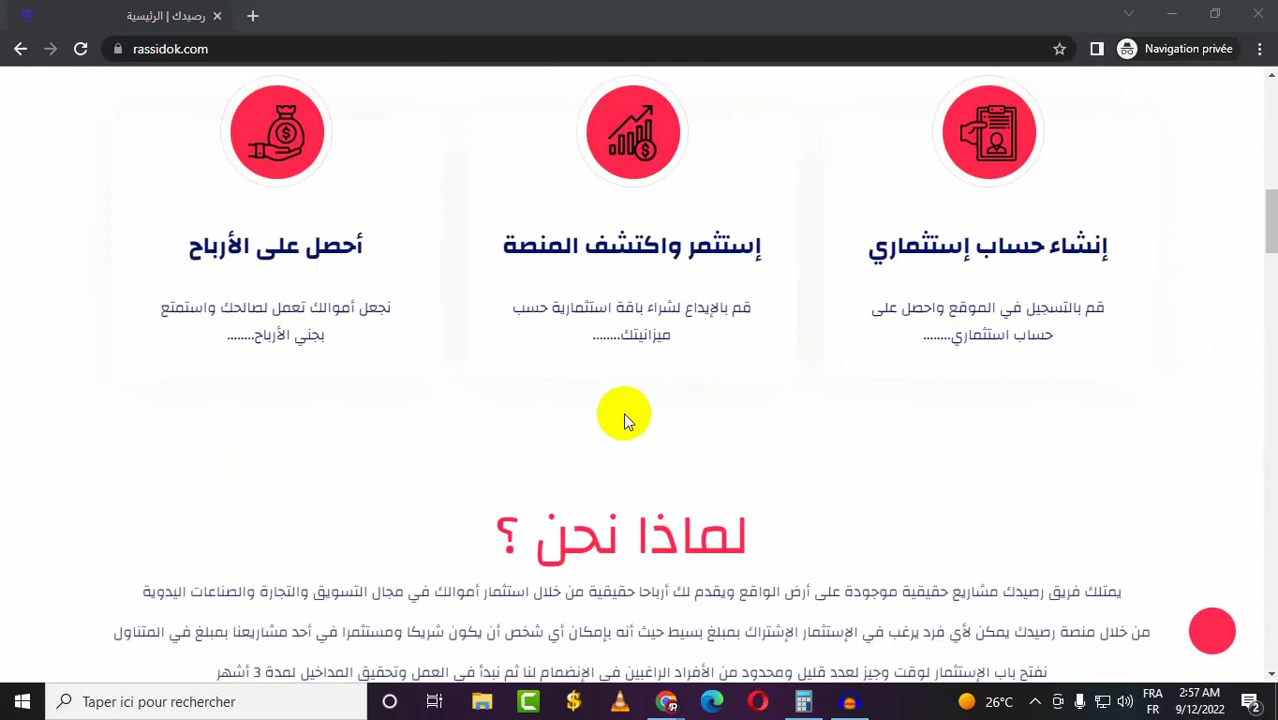 رصيدك | الرئيسية
rassidok.com
Navigation privée
إنشاء حساب إستثماري
قم بالتسجيل في الموقع واحصل على
حساب استثماري........
إستثمر واكتشف المنصة
قم بالإيداع لشراء باقة استثمارية حسب
ميزانيتك........
أحصل على الأرباح
نجعل أموالك تعمل لصالحك واستمتع
بجني الأرباح........
لماذا نحن ؟
يمتلك فريق رصيدك مشاريع حقيقية موجودة على أرض الواقع ويقدم لك أرباحا حقيقية من خلال استثمار أموالك في مجال التسويق والتجارة والصناعات اليدوية
من خلال منصة رصيدك يمكن لأي فرد يرغب في الإستثمار الإشتراك بمبلغ بسيط حيث أنه بإمكان أي شخص أن يكون شريكا ومستثمرا في أحد مشاريعنا بمبلغ في المتناول
نفتح باب الإستثمار لوقت وجيز لعدد قليل ومحدود من الأفراد الراغبين في الإنضمام لنا ثم نبدأ في العمل وتحقيق المداخيل لمدة 3 أشهر
Taper ici pour rechercher
26°C
FRA
FR
2:57 AM
9/12/2022
2